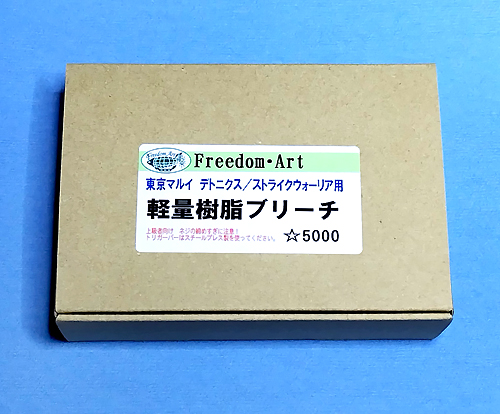 Freedom Art
Freedom・Art
東京マルイ デトニクス／ストライクウォーリア用
軽量樹脂ブリーチ
上級者向け ネジの締めすぎに注意！
トリガーバーはスチールプレス製を使ってください。
☆5000